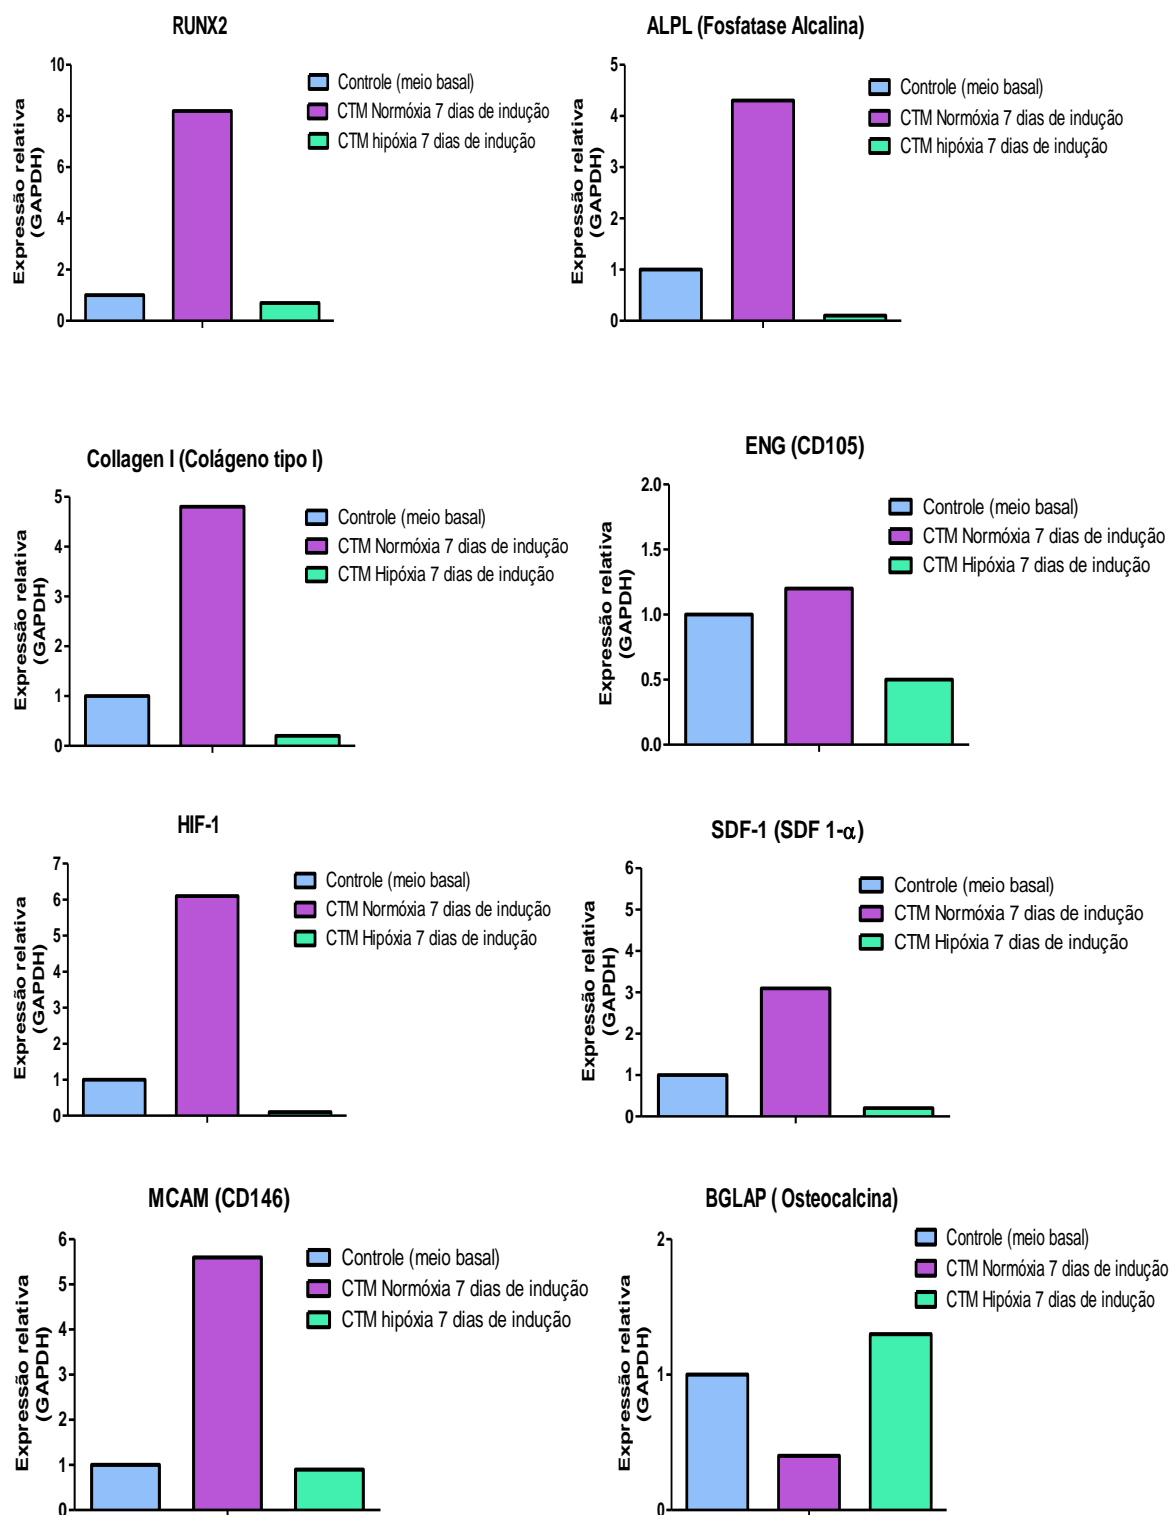 RUNX2
Expressão relativa
(GAPDH)
10
8
6
4
2
0
Controle (meio basal)
CTM Normóxia 7 dias de indução
CTM hipóxia 7 dias de indução
ALPL (Fosfatase Alcalina)
Expressão relativa
(GAPDH)
5
4
3
2
1
0
Controle (meio basal)
CTM Normóxia 7 dias de indução
CTM hipóxia 7 dias de indução
Collagen I (Colágeno tipo I)
Expressão relativa
(GAPDH)
5
4
3
2
1
0
Controle (meio basal)
CTM Normóxia 7 dias de indução
CTM Hipóxia 7 dias de indução
ENG (CD105)
Expressão relativa
(GAPDH)
2.0
1.5
1.0
0.5
0.0
Controle (meio basal)
CTM Normóxia 7 dias de indução
CTM Hipóxia 7 dias de indução
HIF-1
Expressão relativa
(GAPDH)
7
6
5
4
3
2
1
0
Controle (meio basal)
CTM Normóxia 7 dias de indução
CTM Hipóxia 7 dias de indução
SDF-1 (SDF 1-α)
Expressão relativa
(GAPDH)
6
5
4
3
2
1
0
Controle (meio basal)
CTM Normóxia 7 dias de indução
CTM Hipóxia 7 dias de indução
MCAM (CD146)
Expressão relativa
(GAPDH)
6
5
4
3
2
1
0
Controle (meio basal)
CTM Normóxia 7 dias de indução
CTM hipóxia 7 dias de indução
BGLAP ( Osteocalcina)
Expressão relativa
(GAPDH)
2
1
0
Controle (meio basal)
CTM Normóxia 7 dias de indução
CTM Hipóxia 7 dias de indução